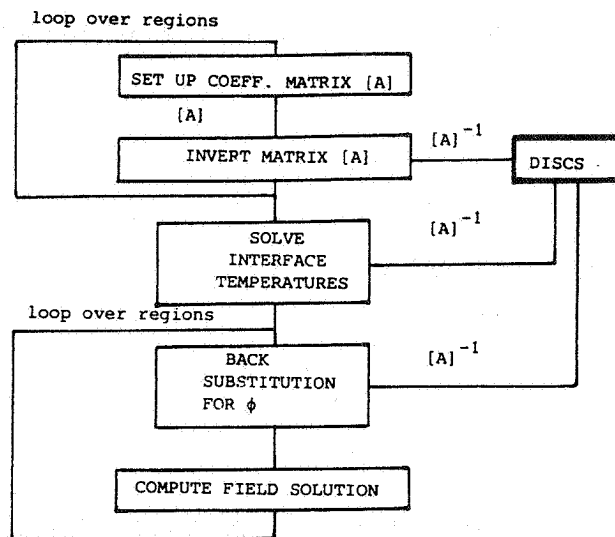 loop over regions
SET UP COEFF. MATRIX [A]
[A]
INVERT MATRIX [A]
[A]⁻¹
DISCS
SOLVE
INTERFACE
TEMPERATURES
[A]⁻¹
loop over regions
BACK
SUBSTITUTION
FOR ϕ
[A]⁻¹
COMPUTE FIELD SOLUTION